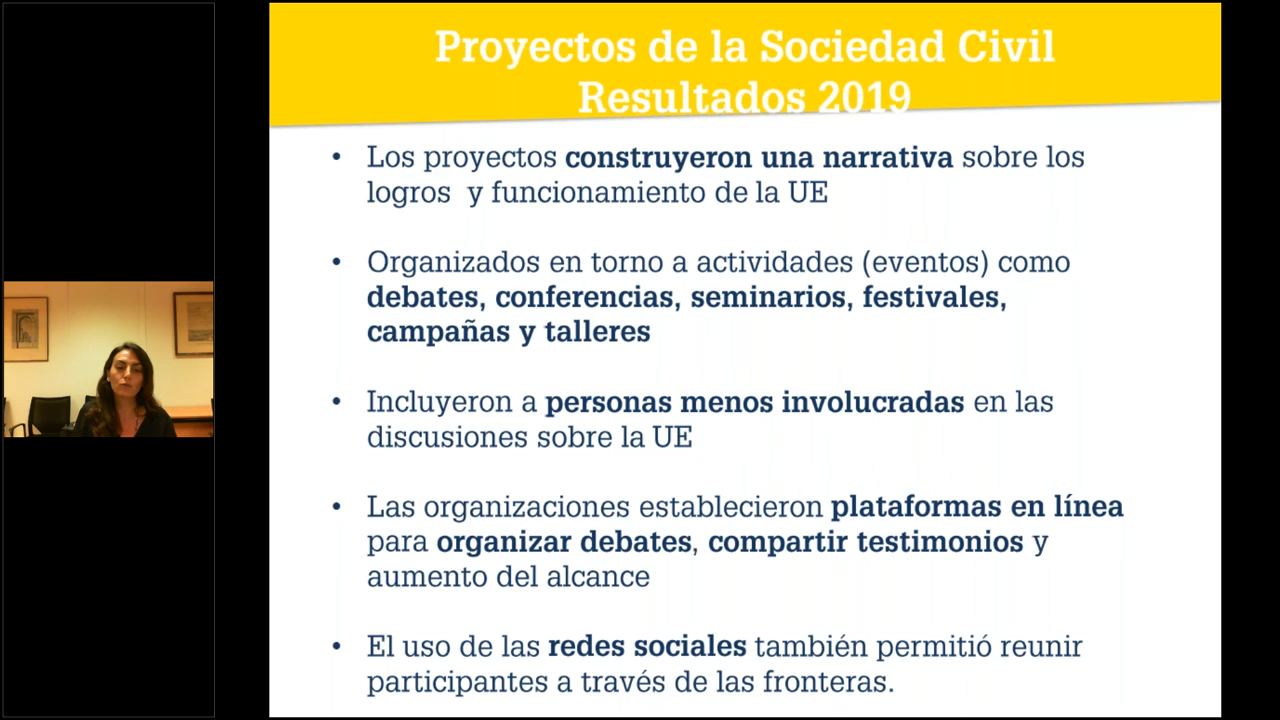 Proyectos de la Sociedad Civil
Resultados 2019
• Los proyectos construyeron una narrativa sobre los
logros y funcionamiento de la UE
• Organizados en torno a actividades (eventos) como
debates, conferencias, seminarios, festivales,
campañas y talleres
• Incluyeron a personas menos involucradas en las
discusiones sobre la UE
• Las organizaciones establecieron plataformas en línea
para organizar debates, compartir testimonios y
aumento del alcance
• El uso de las redes sociales también permitió reunir
participantes a través de las fronteras.